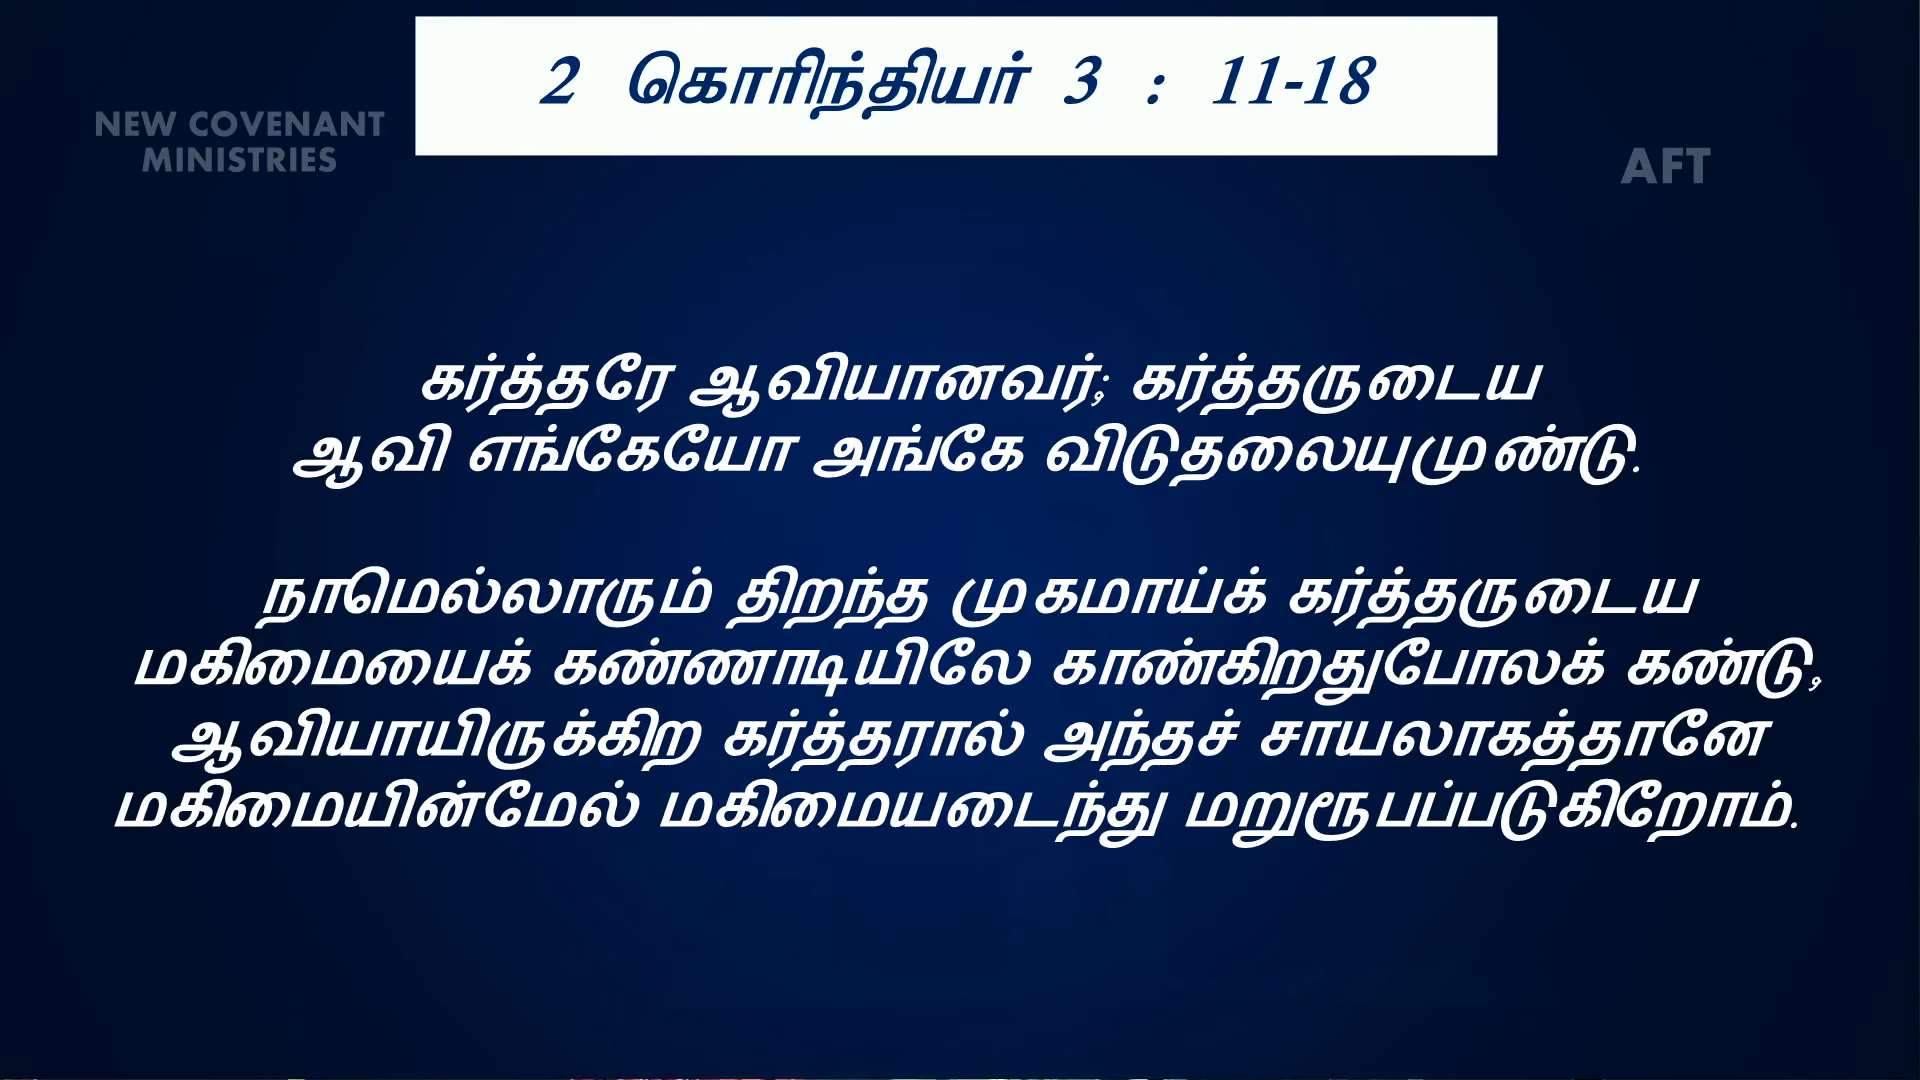 2 கொரிந்தியர் 3 : 11-18
NEW COVENANT
MINISTRIES
AFT
கர்த்தரே ஆவியானவர்; கர்த்தருடைய
ஆவி எங்கேயோ அங்கே விடுதலையுமுண்டு.
நாமெல்லாரும் திறந்த முகமாய்க் கர்த்தருடைய
மகிமையைக் கண்ணாடியிலே காண்கிறதுபோலக் கண்டு,
ஆவியாயிருக்கிற கர்த்தரால் அந்தச் சாயலாகத்தானே
மகிமையின்மேல் மகிமையடைந்து மறுரூபப்படுகிறோம்.